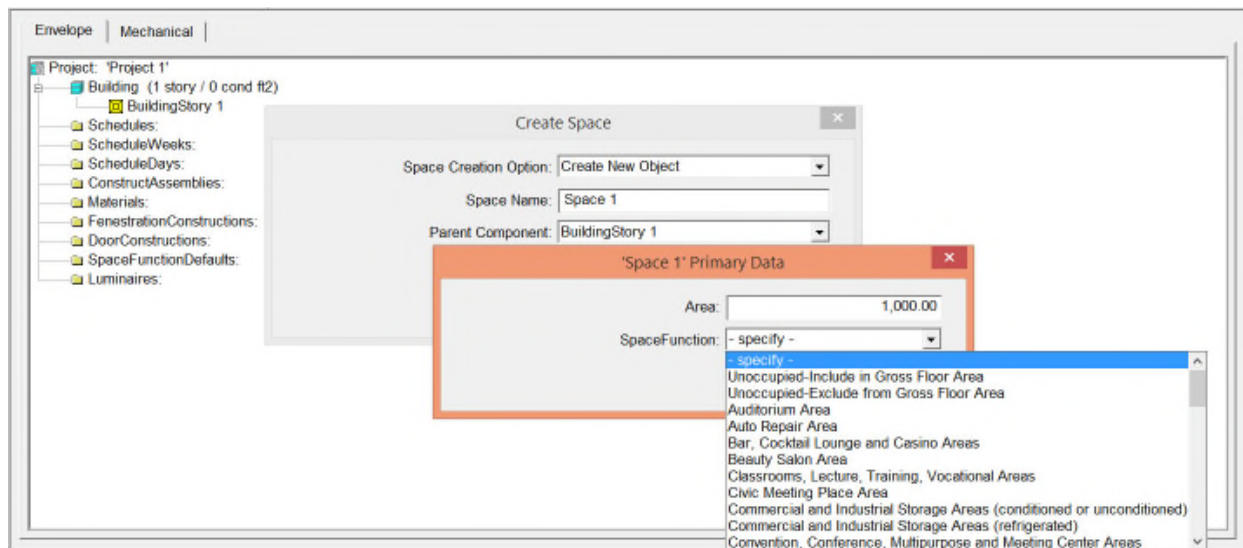 Envelope
Mechanical
Project: 'Project 1'
Building (1 story / 0 cond ft2)
BuildingStory 1
Schedules:
ScheduleWeeks:
ScheduleDays:
ConstructAssemblies:
Materials:
FenestrationConstructions:
DoorConstructions:
SpaceFunctionDefaults:
Luminaires:
Create Space
Space Creation Option: Create New Object
Space Name: Space 1
Parent Component: BuildingStory 1
'Space 1' Primary Data
Area: 1,000.00
SpaceFunction: - specify -
- specify -
Unoccupied-Include in Gross Floor Area
Unoccupied-Exclude from Gross Floor Area
Auditorium Area
Auto Repair Area
Bar, Cocktail Lounge and Casino Areas
Beauty Salon Area
Classrooms, Lecture, Training, Vocational Areas
Civic Meeting Place Area
Commercial and Industrial Storage Areas (conditioned or unconditioned)
Commercial and Industrial Storage Areas (refrigerated)
Convention, Conference, Multipurpose and Meeting Center Areas